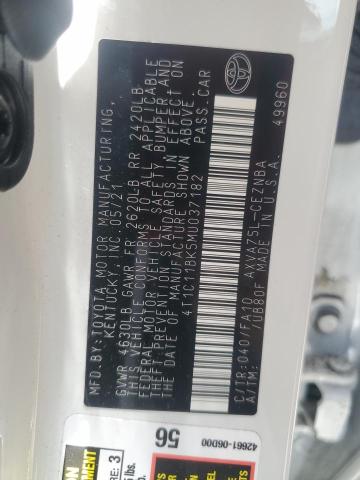 MFD.BY: TOYOTA MOTOR MANUFACTURING,
KENTUCKY, INC. 05/21
GVWR 4630LB GAWR FR 2620LB RR 2420LB
THIS VEHICLE CONFORMS TO ALL APPLICABLE
FEDERAL MOTOR VEHICLE SAFETY, BUMPER AND
THEFT PREVENTION STANDARDS IN EFFECT ON
THE DATE OF MANUFACTURE SHOWN ABOVE.
4T1C11BK5MU037182 PASS.CAR
C/TR:040/FA10 AXVA75L-CEZNBA
A/TM: /UB80F MADE IN U.S.A.
49960
56
42661-06D00